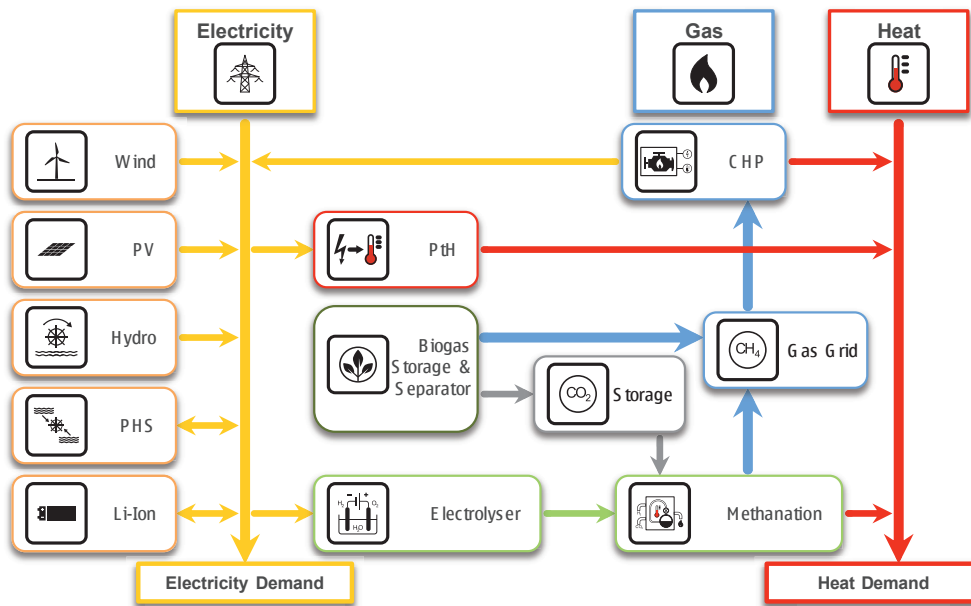 Electricity
Gas
Heat
Wind
CHP
PV
PtH
Hydro
Biogas
Storage &
Separator
CH4
Gas Grid
CO2
Storage
PHS
Li-Ion
H2
O2
H2O
Electrolyser
Methanation
Electricity Demand
Heat Demand